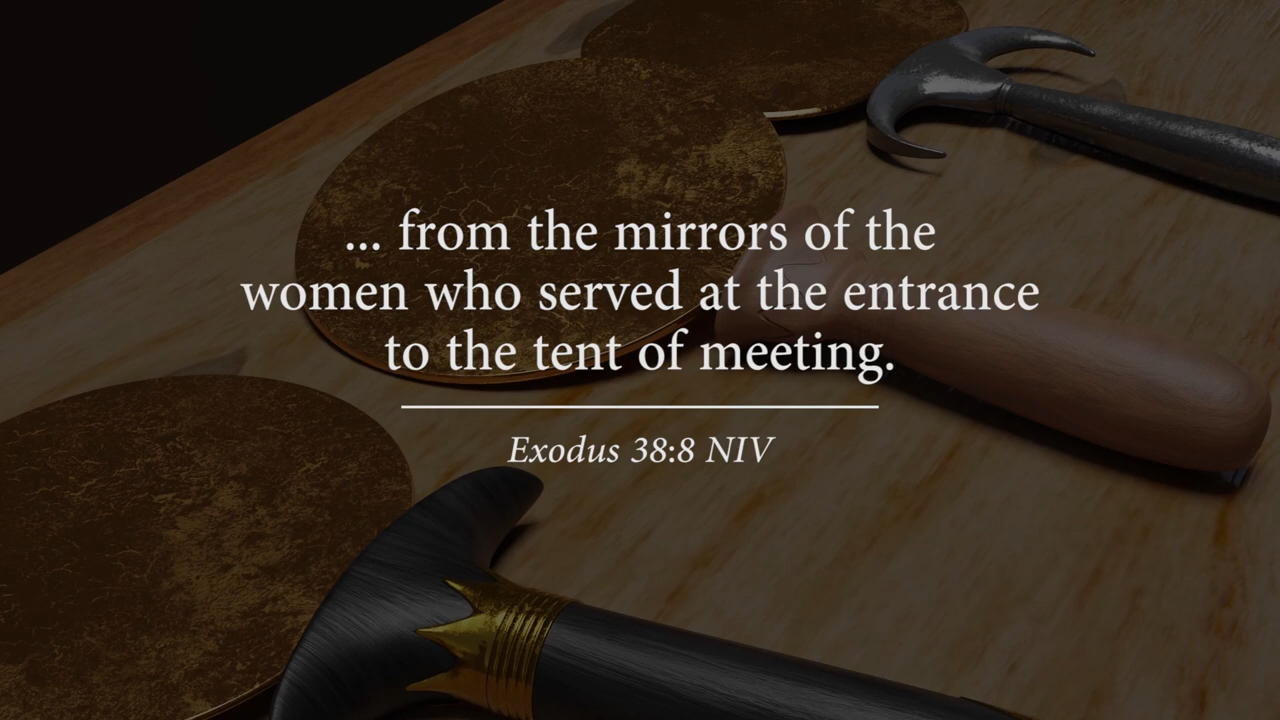 ... from the mirrors of the
women who served at the entrance
to the tent of meeting.
Exodus 38:8 NIV